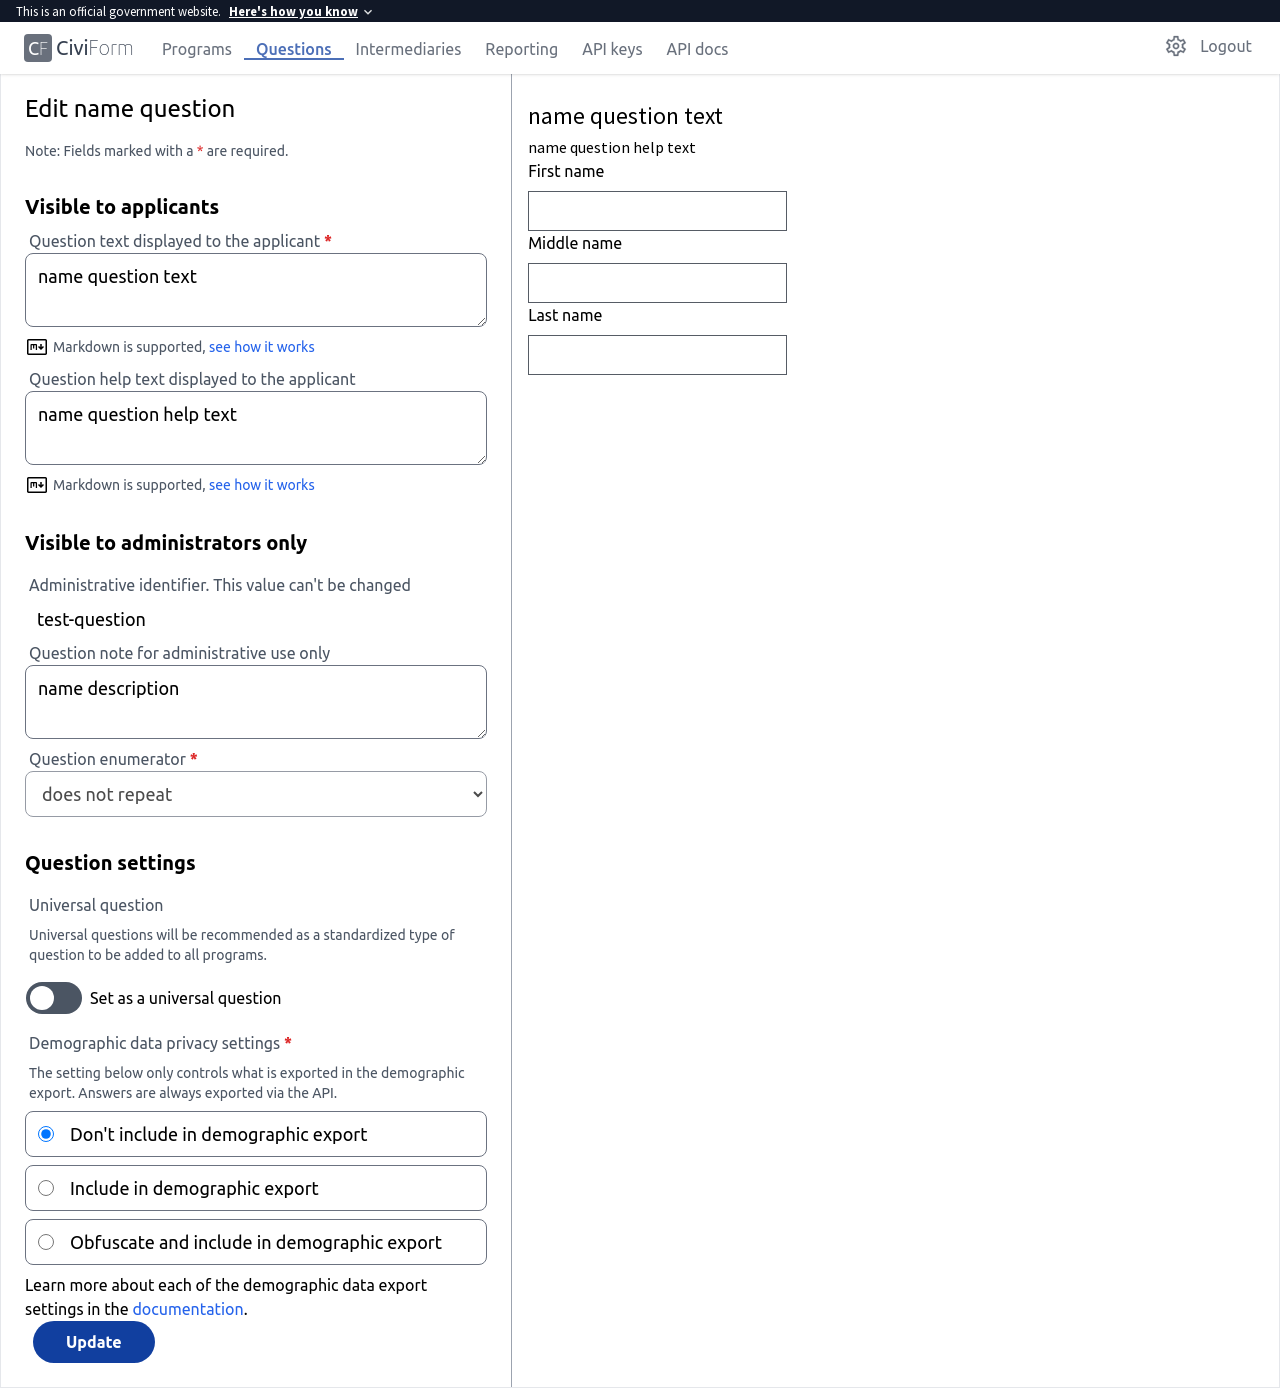 This is an official government website. Here's how you know
CF CiviForm Programs Questions Intermediaries Reporting API keys API docs Logout
Edit name question
Note: Fields marked with a * are required.
Visible to applicants
Question text displayed to the applicant *
name question text
Markdown is supported, see how it works
Question help text displayed to the applicant
name question help text
Markdown is supported, see how it works
Visible to administrators only
Administrative identifier. This value can't be changed
test-question
Question note for administrative use only
name description
Question enumerator *
does not repeat
Question settings
Universal question
Universal questions will be recommended as a standardized type of
question to be added to all programs.
Set as a universal question
Demographic data privacy settings *
The setting below only controls what is exported in the demographic
export. Answers are always exported via the API.
Don't include in demographic export
Include in demographic export
Obfuscate and include in demographic export
Learn more about each of the demographic data export
settings in the documentation.
Update
name question text
name question help text
First name
Middle name
Last name